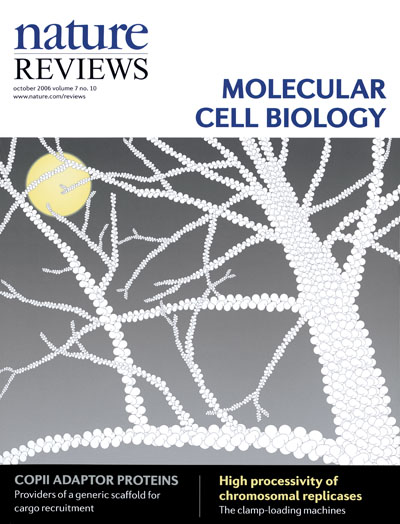 nature
REVIEWS
october 2006 volume 7 no. 10
www.nature.com/reviews
MOLECULAR
CELL BIOLOGY
COPII ADAPTOR PROTEINS
Providers of a generic scaffold for
cargo recruitment
High processivity of
chromosomal replicases
The clamp-loading machines